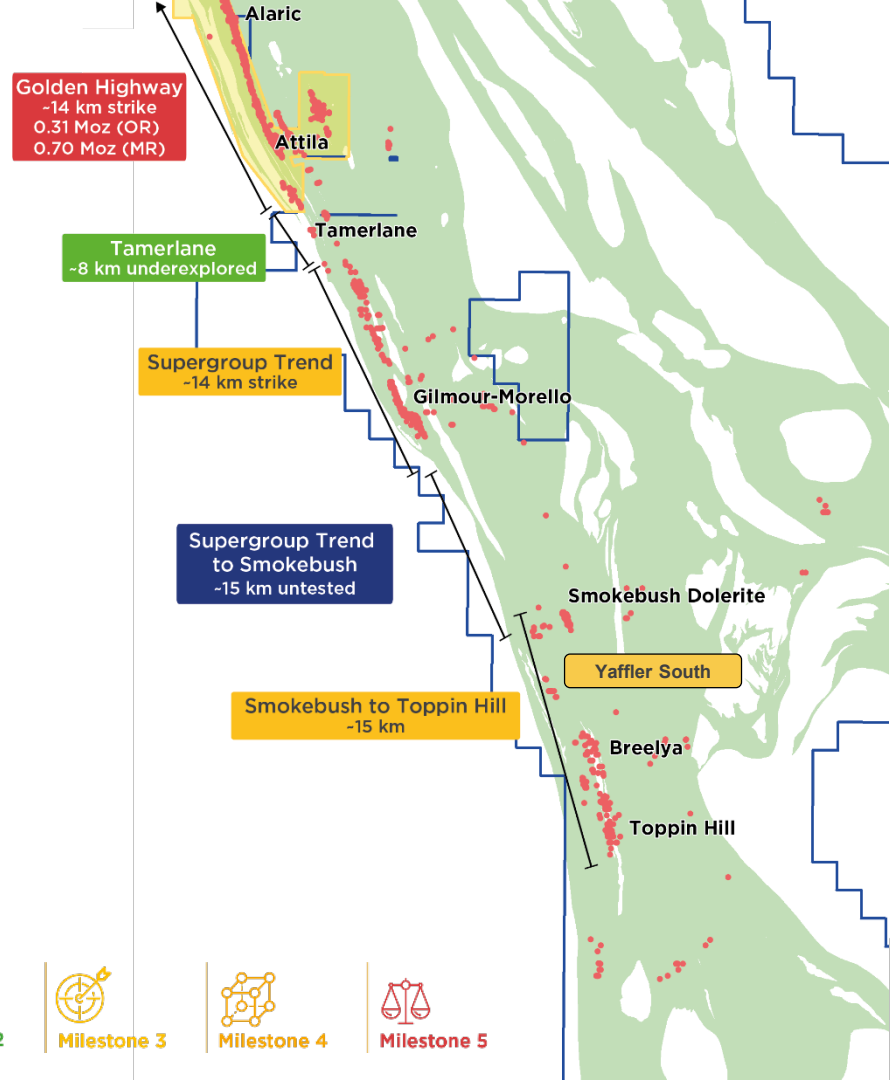 Alaric
Golden Highway
~14 km strike
0.31 Moz (OR)
0.70 Moz (MR)
Attila
Tamerlane
Tamerlane
~8 km underexplored
Supergroup Trend
~14 km strike
Gilmour-Morello
Supergroup Trend
to Smokebush
~15 km untested
Smokebush Dolerite
Yaffler South
Smokebush to Toppin Hill
~15 km
Breelya
Toppin Hill
2
Milestone 3
Milestone 4
Milestone 5